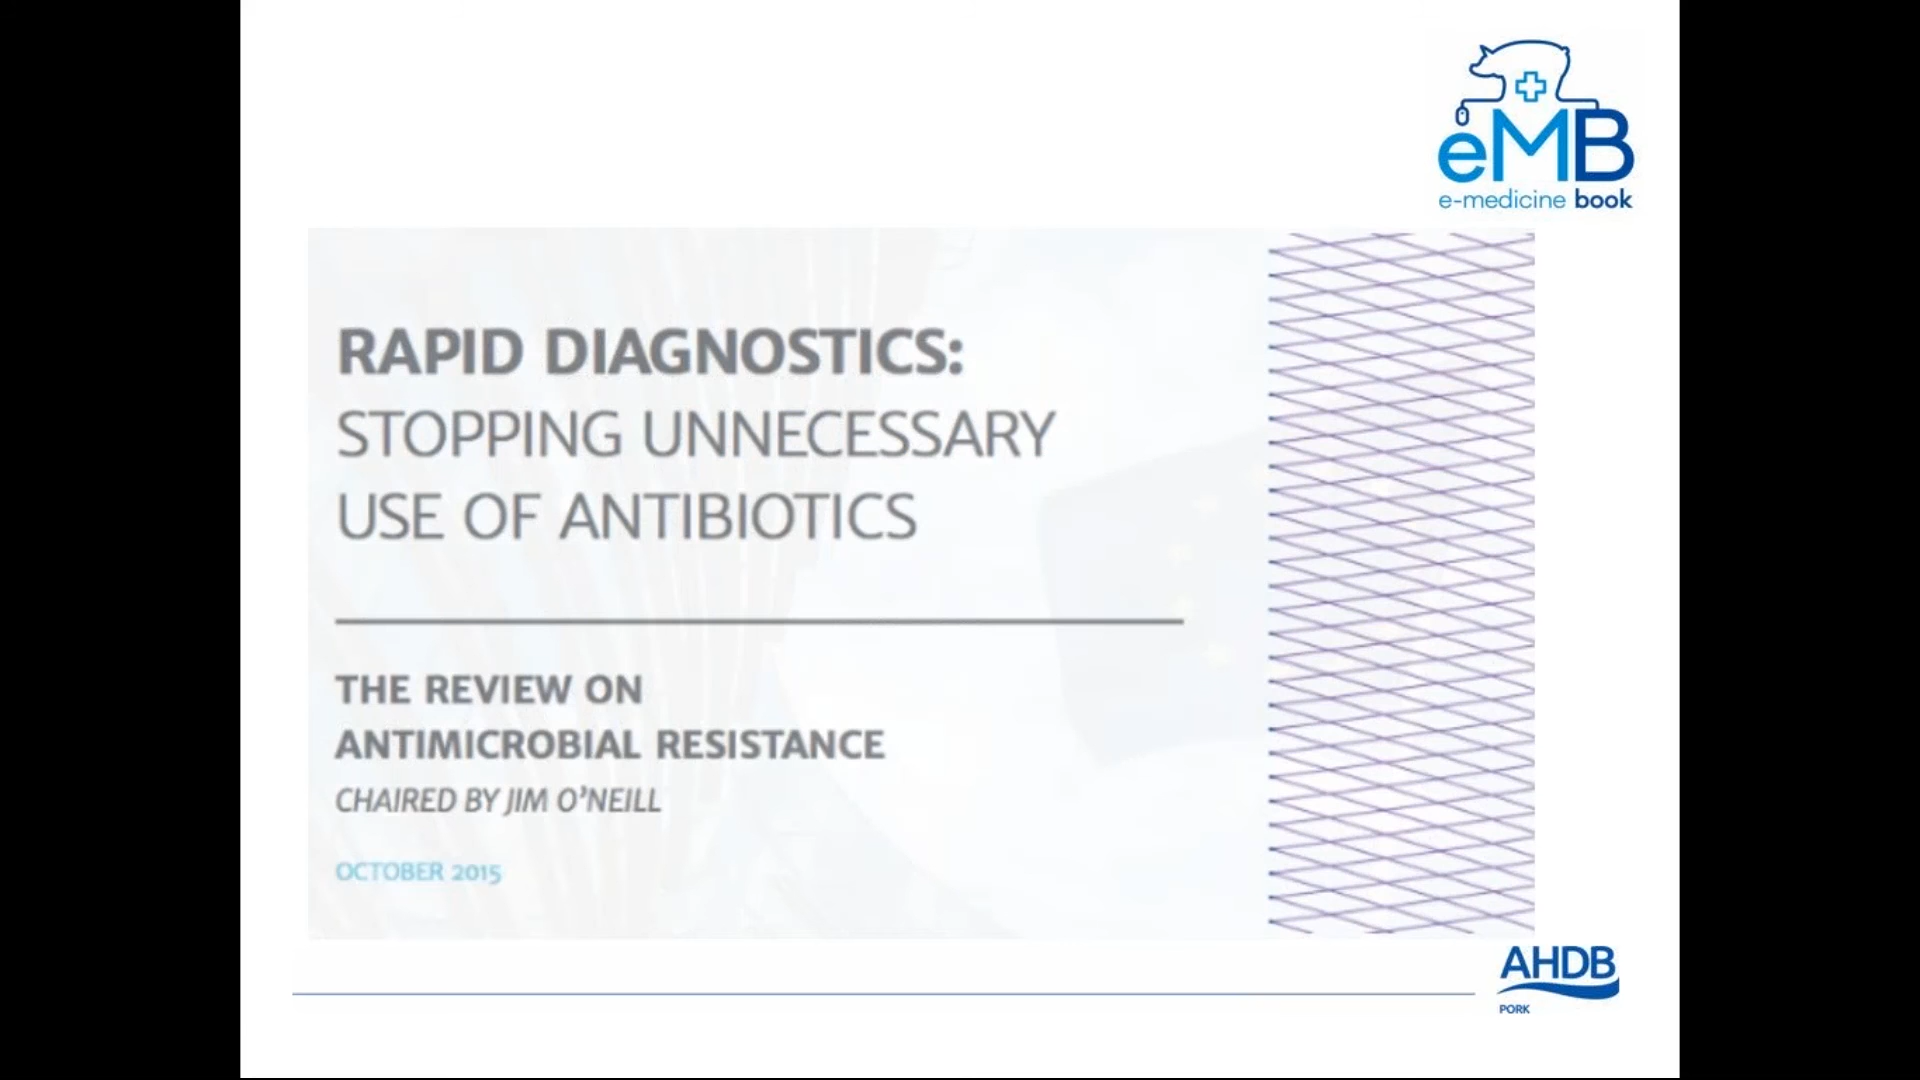 eMB
e-medicine book
RAPID DIAGNOSTICS:
STOPPING UNNECESSARY
USE OF ANTIBIOTICS
THE REVIEW ON
ANTIMICROBIAL RESISTANCE
CHAIRED BY JIM O’NEILL
OCTOBER 2015
AHDB
PORK